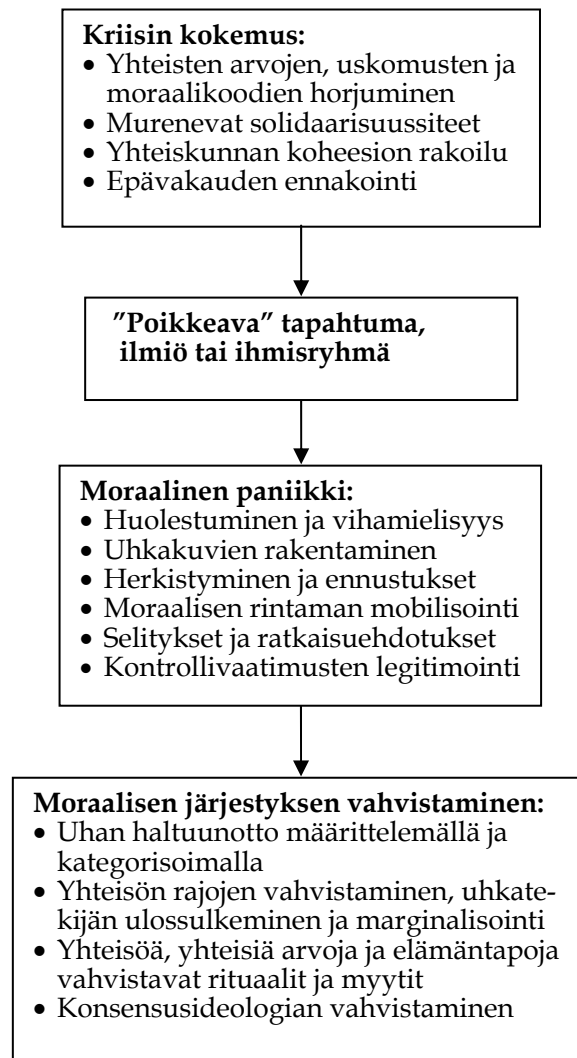 Kriisin kokemus:
• Yhteisten arvojen, uskomusten ja
moraalikoodien horjuminen
• Murenevat solidaarisuussiteet
• Yhteiskunnan koheesion rakoilu
• Epävakauden ennakointi
”Poikkeava” tapahtuma,
ilmiö tai ihmisryhmä
Moraalinen paniikki:
• Huolestuminen ja vihamielisyys
• Uhkakuvien rakentaminen
• Herkistyminen ja ennustukset
• Moraalisen rintaman mobilisointi
• Selitykset ja ratkaisuehdotukset
• Kontrollivaatimusten legitimointi
Moraalisen järjestyksen vahvistaminen:
• Uhan haltuunotto määrittelemällä ja
kategorisoimalla
• Yhteisön rajojen vahvistaminen, uhkate-
kijän ulossulkeminen ja marginalisointi
• Yhteisöä, yhteisiä arvoja ja elämäntapoja
vahvistavat rituaalit ja myytit
• Konsensusideologian vahvistaminen